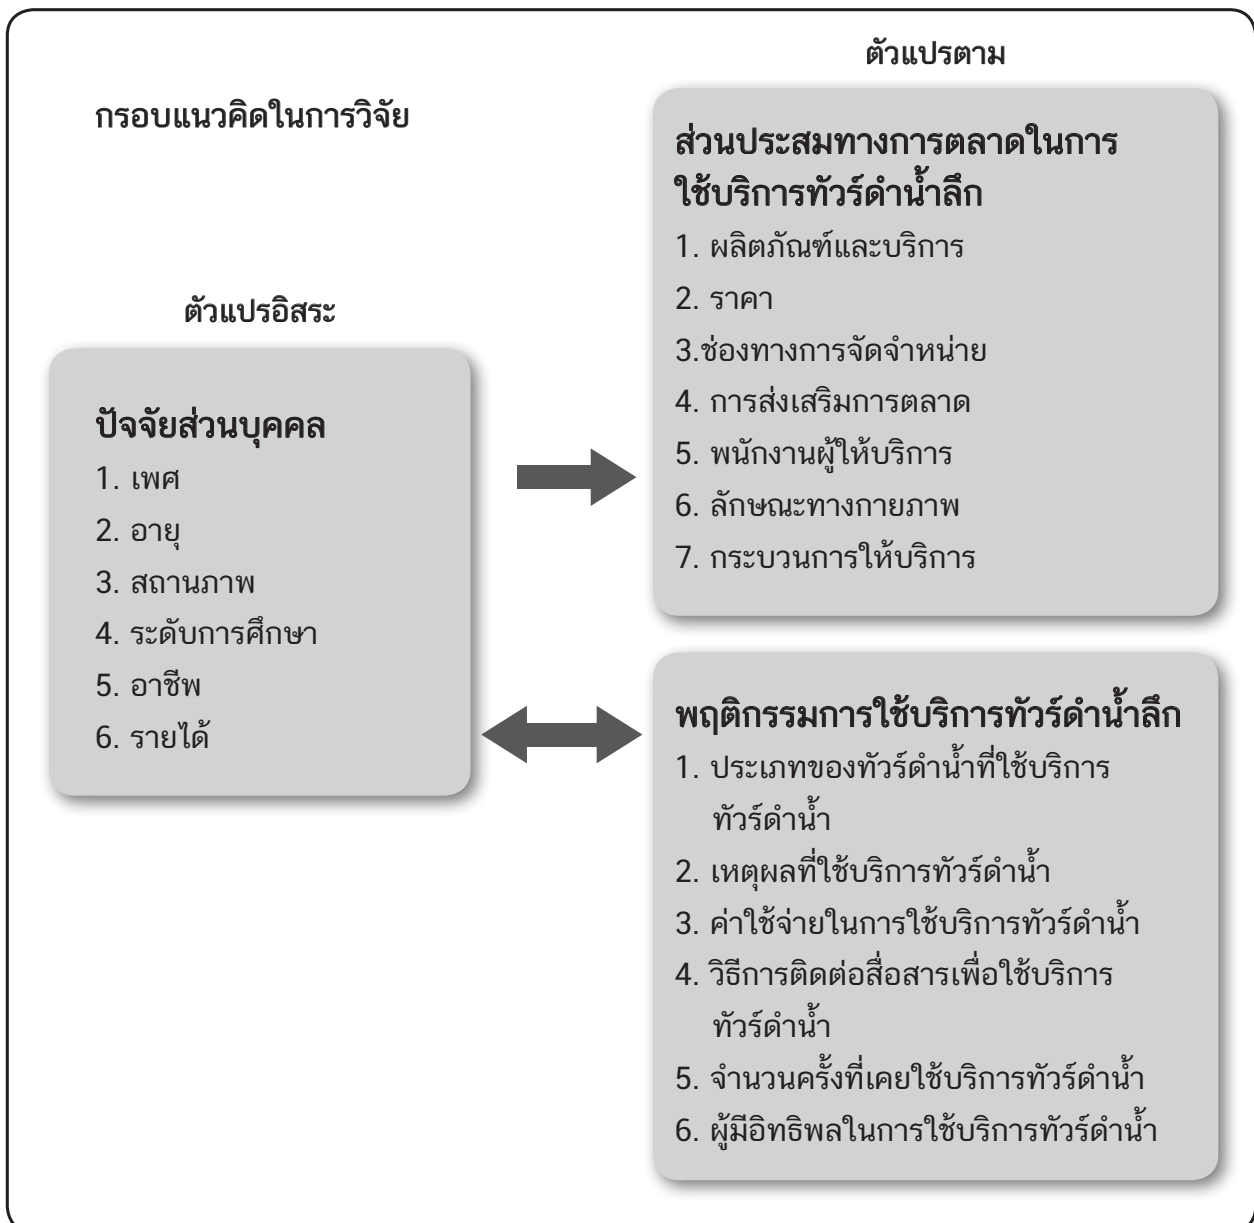 กรอบแนวคิดในการวิจัย
ตัวแปรอิสระ
ปัจจัยส่วนบุคคล
1. เพศ
2. อายุ
3. สถานภาพ
4. ระดับการศึกษา
5. อาชีพ
6. รายได้
ตัวแปรตาม
ส่วนประสมทางการตลาดในการ
ใช้บริการทัวร์ดำน้ำลึก
1. ผลิตภัณฑ์และบริการ
2. ราคา
3.ช่องทางการจัดจำหน่าย
4. การส่งเสริมการตลาด
5. พนักงานผู้ให้บริการ
6. ลักษณะทางกายภาพ
7. กระบวนการให้บริการ
พฤติกรรมการใช้บริการทัวร์ดำน้ำลึก
1. ประเภทของทัวร์ดำน้ำที่ใช้บริการ
ทัวร์ดำน้ำ
2. เหตุผลที่ใช้บริการทัวร์ดำน้ำ
3. ค่าใช้จ่ายในการใช้บริการทัวร์ดำน้ำ
4. วิธีการติดต่อสื่อสารเพื่อใช้บริการ
ทัวร์ดำน้ำ
5. จำนวนครั้งที่เคยใช้บริการทัวร์ดำน้ำ
6. ผู้มีอิทธิพลในการใช้บริการทัวร์ดำน้ำ